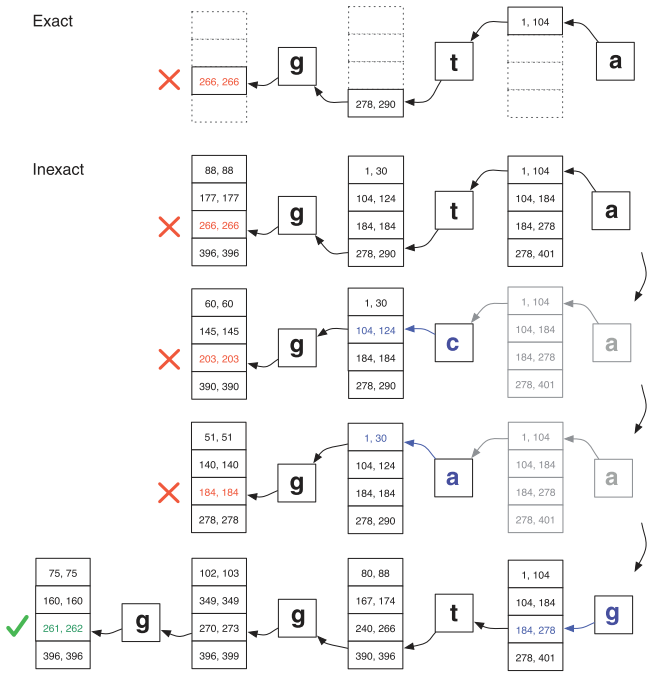 Exact
1, 104
g t a
266, 266
278, 290
Inexact
88, 88 1, 30 1, 104
177, 177 104, 124 104, 184
g t a
266, 266 184, 184 184, 278
396, 396 278, 290 278, 401
60, 60 1, 30 1, 104
145, 145 104, 124 104, 184
g c a
203, 203 184, 184 184, 278
390, 390 278, 290 278, 401
51, 51 1, 30 1, 104
140, 140 104, 124 104, 184
g a a
184, 184 184, 184 184, 278
278, 278 278, 290 278, 401
75, 75 102, 103 80, 88 1, 104
160, 160 349, 349 167, 174 104, 184
g g t g
261, 262 270, 273 240, 266 184, 278
396, 396 396, 399 390, 396 278, 401